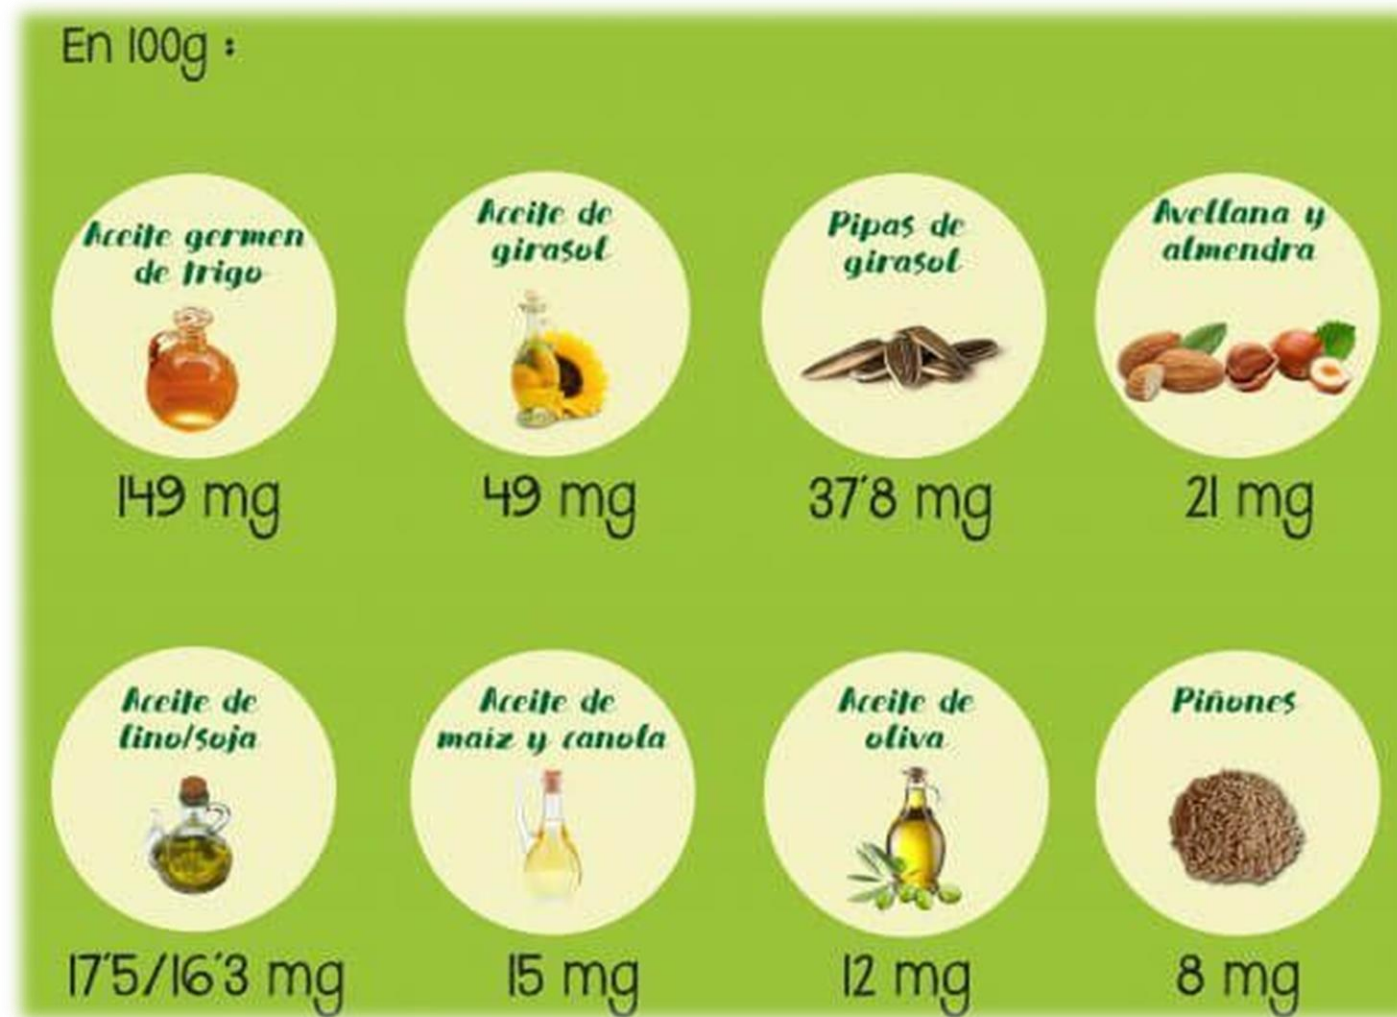 En 100g :
Aceite germen
de trigo
149 mg
Aceite de
girasol
49 mg
Pipas de
girasol
37'8 mg
Avellana y
almendra
21 mg
Aceite de
lino/soja
17'5/16'3 mg
Aceite de
maiz y canola
15 mg
Aceite de
oliva
12 mg
Piñones
8 mg